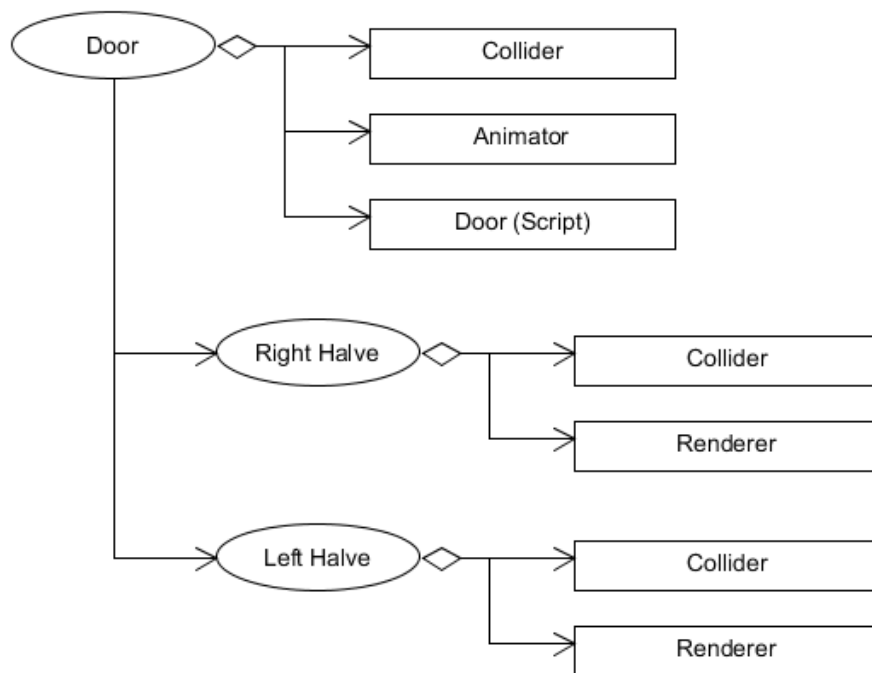 Door
Collider
Animator
Door (Script)
Right Halve
Collider
Renderer
Left Halve
Collider
Renderer